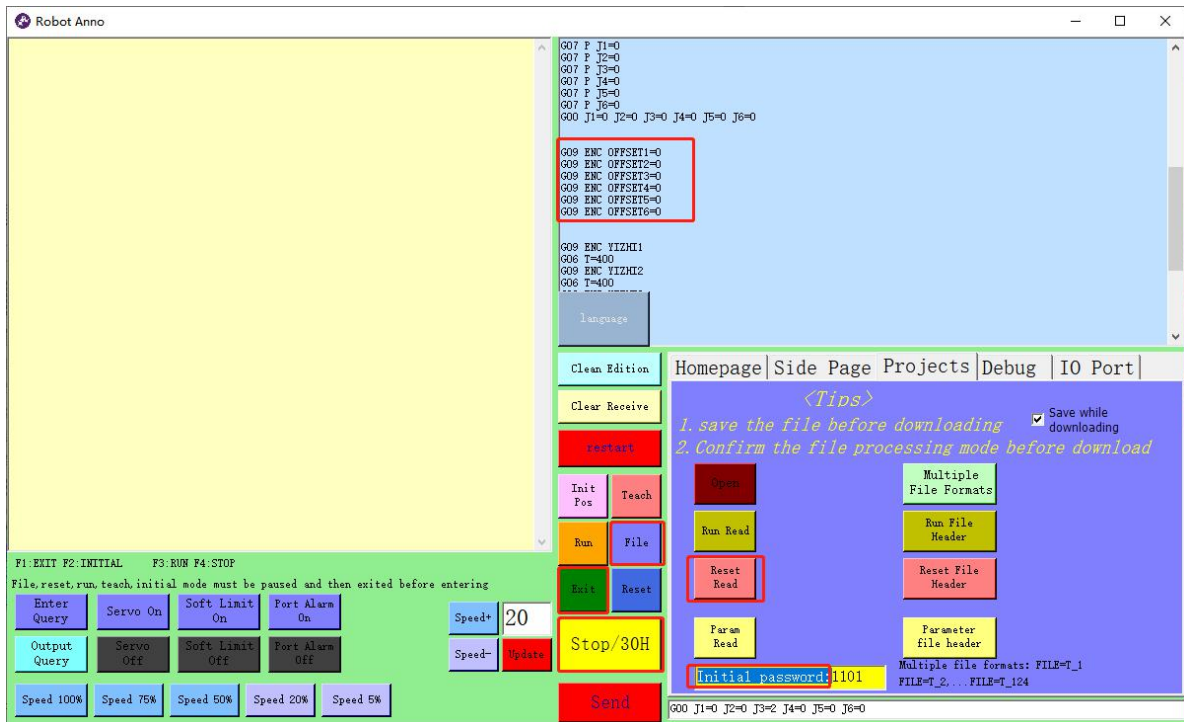 Robot Anno
G07 P J1=0
G07 P J2=0
G07 P J3=0
G07 P J4=0
G07 P J5=0
G07 P J6=0
G00 J1=0 J2=0 J3=0 J4=0 J5=0 J6=0
G09 ENC OFFSET1=0
G09 ENC OFFSET2=0
G09 ENC OFFSET3=0
G09 ENC OFFSET4=0
G09 ENC OFFSET5=0
G09 ENC OFFSET6=0
G09 ENC YIZHI1
G06 T=400
G09 ENC YIZHI2
G06 T=400
language
Clean Edition
Clear Receive
restart
Init Pos
Teach
Run
File
Exit
Reset
Stop/30H
Send
Homepage
Side Page
Projects
Debug
IO Port
<Tips>
1. save the file before downloading
2. Confirm the file processing mode before download
Save while
downloading
Open
Multiple
File Formats
Run Read
Run File
Header
Reset
Read
Reset File
Header
Param
Read
Parameter
file header
Initial password:1101
Multiple file formats: FILE=T_1
FILE=T_2,...FILE=T_124
G00 J1=0 J2=0 J3=2 J4=0 J5=0 J6=0
F1:EXIT F2:INITIAL F3:RUN F4:STOP
File,reset,run,teach,initial mode must be paused and then exited before entering
Enter
Query
Servo On
Soft Limit
On
Port Alarm
On
Output
Query
Servo
Off
Soft Limit
Off
Port Alarm
Off
Speed+
20
Speed-
Update
Speed 100%
Speed 75%
Speed 50%
Speed 20%
Speed 5%